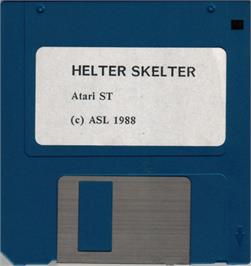 HELTER SKELTER
Atari ST
(c) ASL 1988